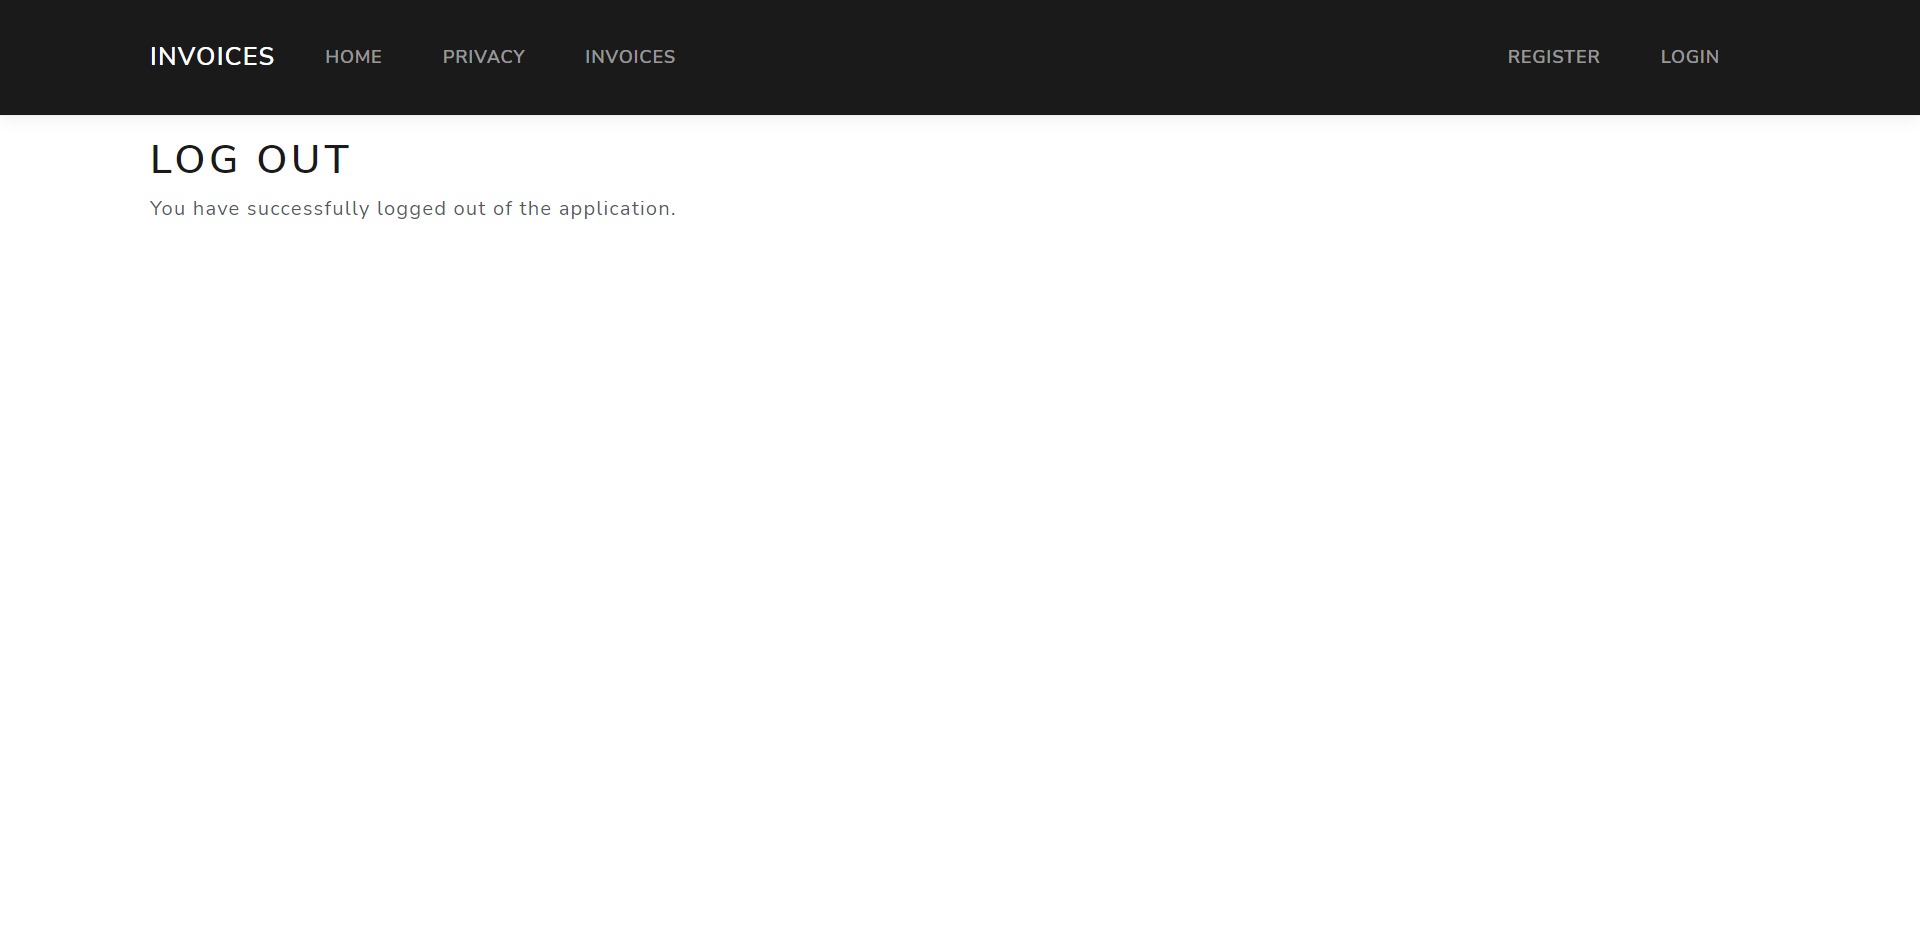 INVOICES HOME PRIVACY INVOICES REGISTER LOGIN
LOG OUT
You have successfully logged out of the application.